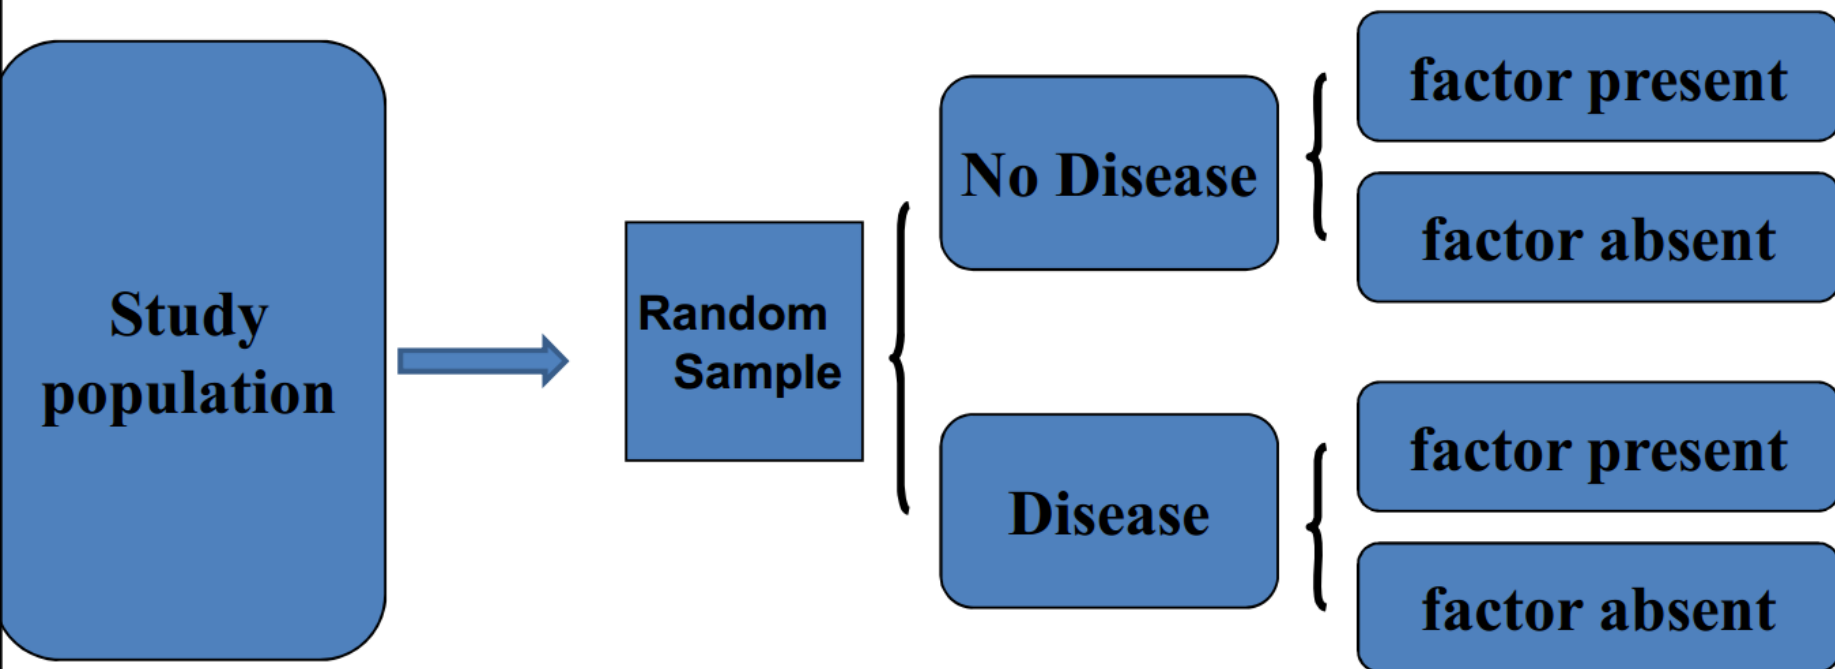 Study
population
Random
Sample
No Disease
factor present
factor absent
Disease
factor present
factor absent